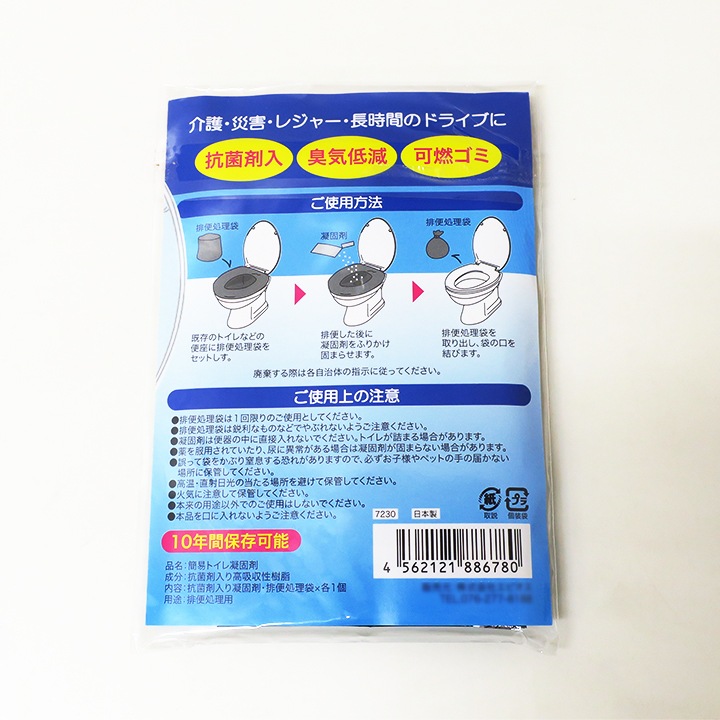 介護・災害・レジャー・長時間のドライブに
抗菌剤入 臭気低減 可燃ゴミ
ご使用方法
排便処理袋
凝固剤
排便処理袋
既存のトイレなどの
便座に排便処理袋を
セットしす。
排便した後に
凝固剤をふりかけ
固まらせます。
排便処理袋を
取り出し、袋の口を
結びます。
廃棄する際は各自治体の指示に従ってください。
ご使用上の注意
●排便処理袋は1回限りのご使用としてください。
●排便処理袋は鋭利なものなどでやぶれないようご注意ください。
●凝固剤は便器の中に直接入れないでください。トイレが詰まる場合があります。
●薬を服用されていたり、尿に異常がある場合は凝固剤が固まらない場合があります。
●誤って袋をかぶり窒息する恐れがありますので、必ずお子様やペットの手の届かない
場所に保管してください。
●高温・直射日光の当たる場所を避けて保管してください。
●火気に注意して保管してください。
●本来の用途以外でのご使用はしないでください。
●本品を口に入れないようご注意ください。
7230 日本製
紙 プラ
取説 個装袋
10年間保存可能
品名：簡易トイレ凝固剤
成分：抗菌剤入り高吸収性樹脂
内容：抗菌剤入り凝固剤・排便処理袋×各1個
用途：排便処理用
4 562121 886780